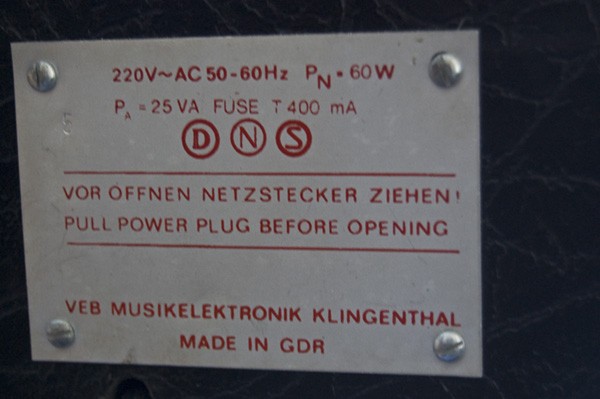 220V~AC 50-60Hz PN = 60W
PA = 25 VA FUSE T 400 mA
D N S
VOR ÖFFNEN NETZSTECKER ZIEHEN!
PULL POWER PLUG BEFORE OPENING
VEB MUSIKELEKTRONIK KLINGENTHAL
MADE IN GDR